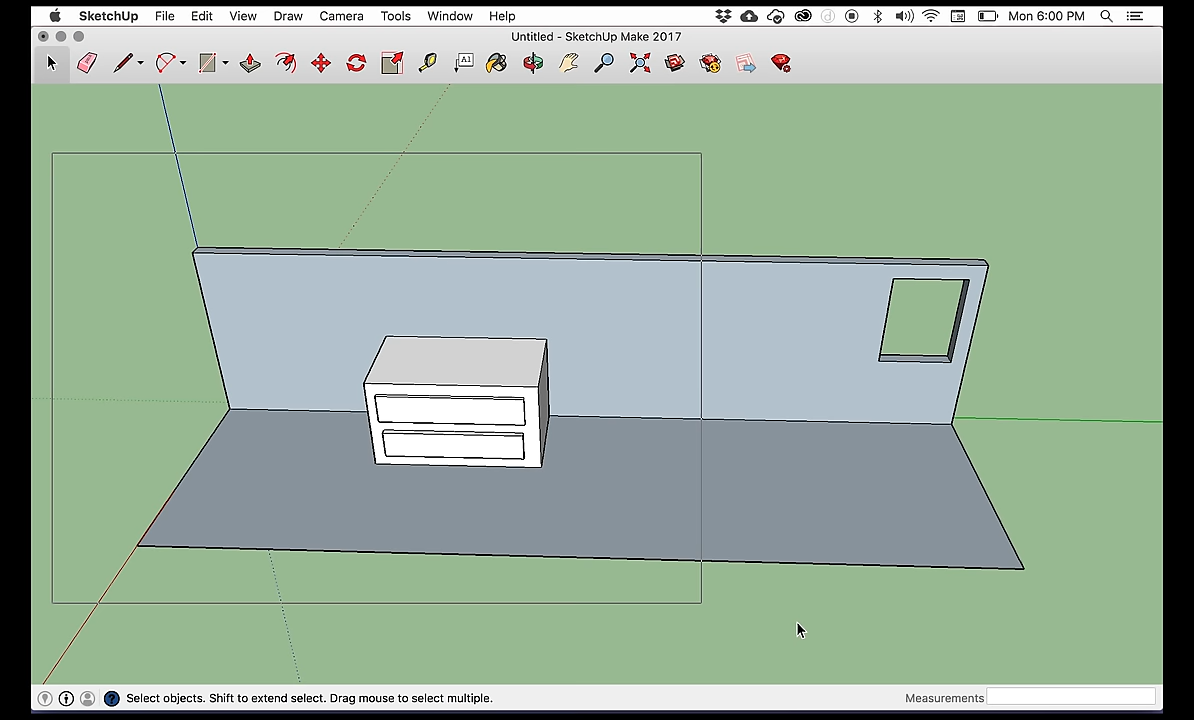 SketchUp File Edit View Draw Camera Tools Window Help Mon 6:00 PM
Untitled - SketchUp Make 2017
A1
? Select objects. Shift to extend select. Drag mouse to select multiple. Measurements